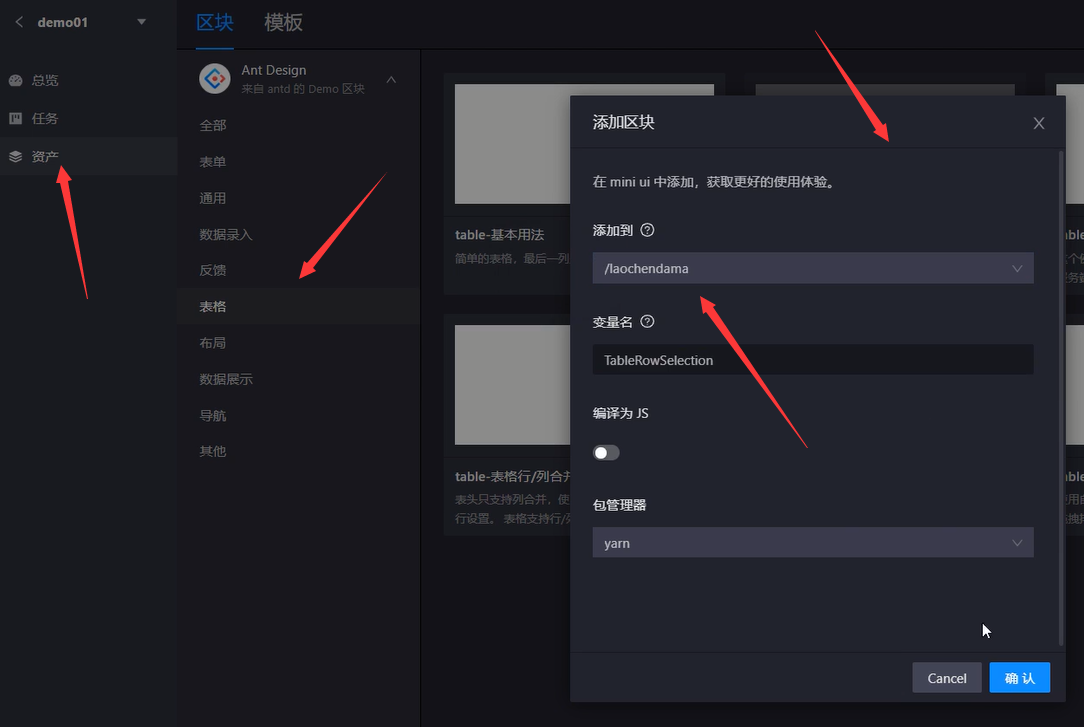 demo01
总览
任务
资产
区块 模板
Ant Design
来自 antd 的 Demo 区块
全部
表单
通用
数据录入
反馈
表格
布局
数据展示
导航
其他
table-基本用法
简单的表格，最后一列
table-表格行/列合并
表头只支持列合并，使
行设置。 表格支持行/列
添加区块
在 mini ui 中添加，获取更好的使用体验。
添加到
/laochendama
变量名
TableRowSelection
编译为 JS
包管理器
yarn
Cancel 确 认